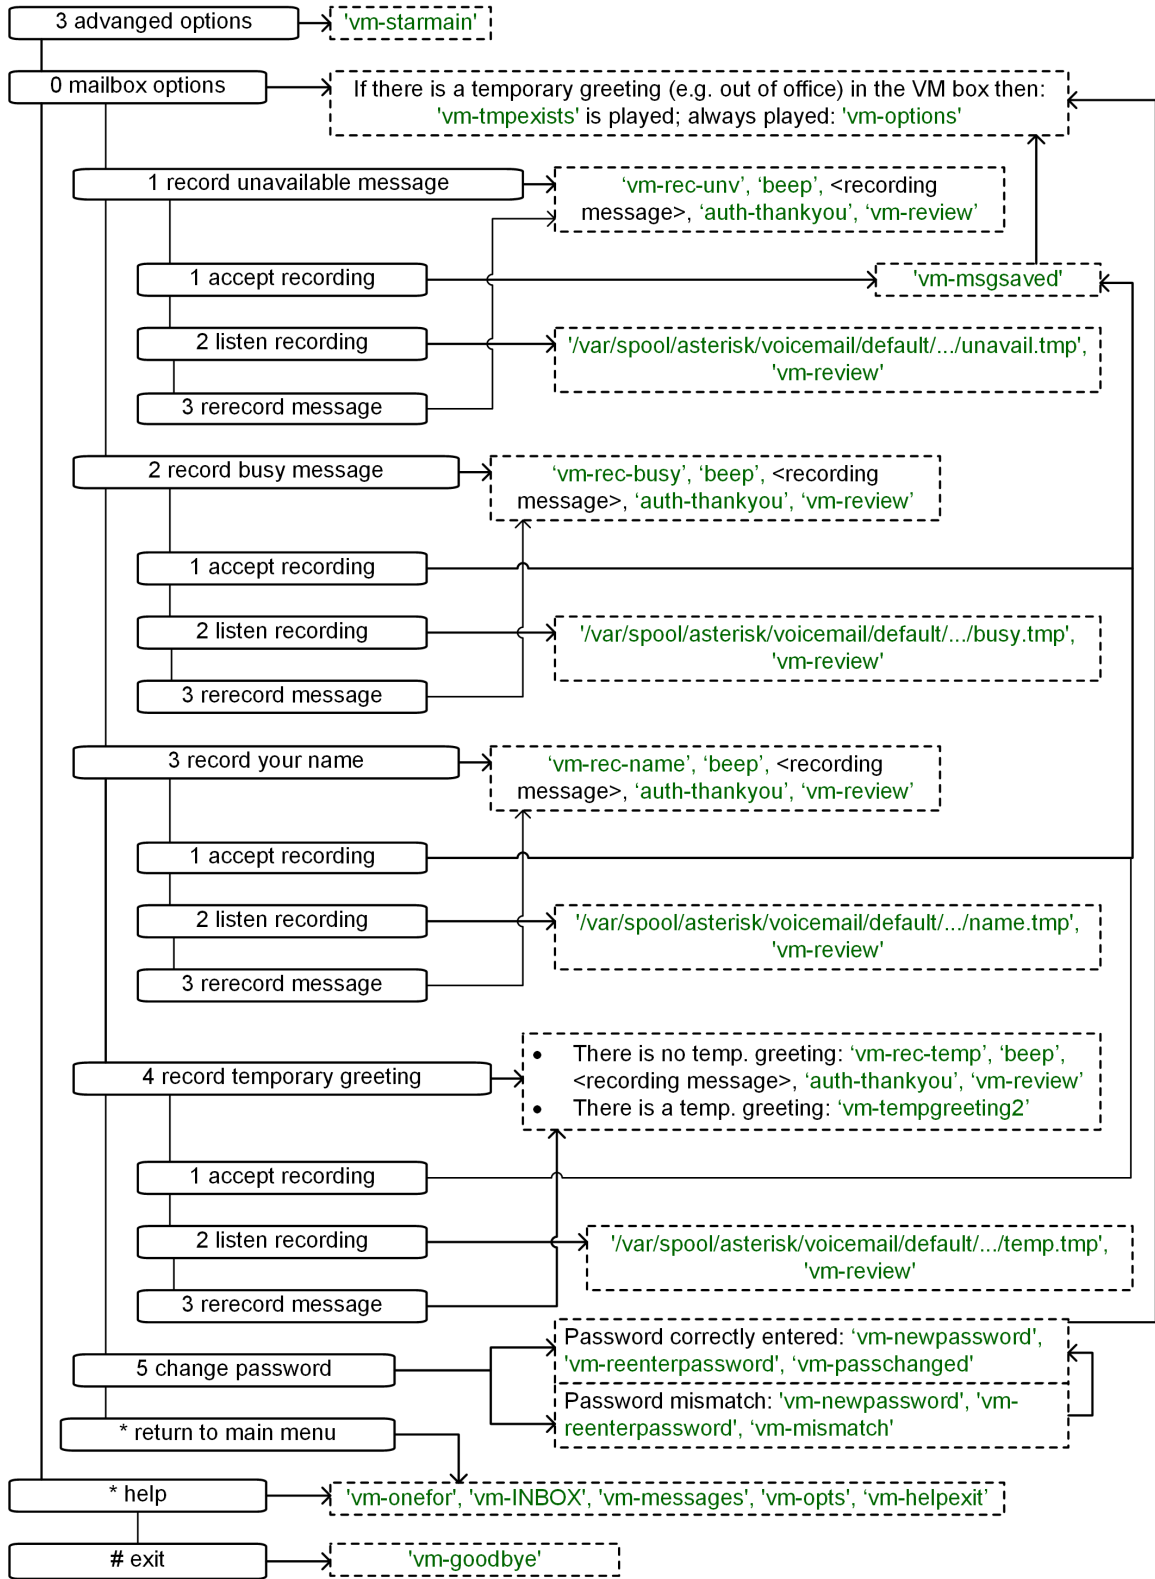 3 advanged options
'vm-starmain'
0 mailbox options
If there is a temporary greeting (e.g. out of office) in the VM box then:
'vm-tmpexists' is played; always played: 'vm-options'
1 record unavailable message
‘vm-rec-unv’, ‘beep’, <recording
message>, ‘auth-thankyou’, ‘vm-review’
1 accept recording
'vm-msgsaved'
2 listen recording
'/var/spool/asterisk/voicemail/default/.../unavail.tmp',
'vm-review'
3 rerecord message
2 record busy message
‘vm-rec-busy’, ‘beep’, <recording
message>, ‘auth-thankyou’, ‘vm-review’
1 accept recording
2 listen recording
'/var/spool/asterisk/voicemail/default/.../busy.tmp',
'vm-review'
3 rerecord message
3 record your name
‘vm-rec-name’, ‘beep’, <recording
message>, ‘auth-thankyou’, ‘vm-review’
1 accept recording
2 listen recording
'/var/spool/asterisk/voicemail/default/.../name.tmp',
'vm-review'
3 rerecord message
4 record temporary greeting
• There is no temp. greeting: ‘vm-rec-temp’, ‘beep’,
<recording message>, ‘auth-thankyou’, ‘vm-review’
• There is a temp. greeting: ‘vm-tempgreeting2’
1 accept recording
2 listen recording
'/var/spool/asterisk/voicemail/default/.../temp.tmp',
'vm-review'
3 rerecord message
5 change password
Password correctly entered: ‘vm-newpassword’,
'vm-reenterpassword', ‘vm-passchanged’
Password mismatch: 'vm-newpassword', 'vm-
reenterpassword', ‘vm-mismatch’
* return to main menu
* help
'vm-onefor', 'vm-INBOX', 'vm-messages', 'vm-opts', ‘vm-helpexit’
# exit
'vm-goodbye'